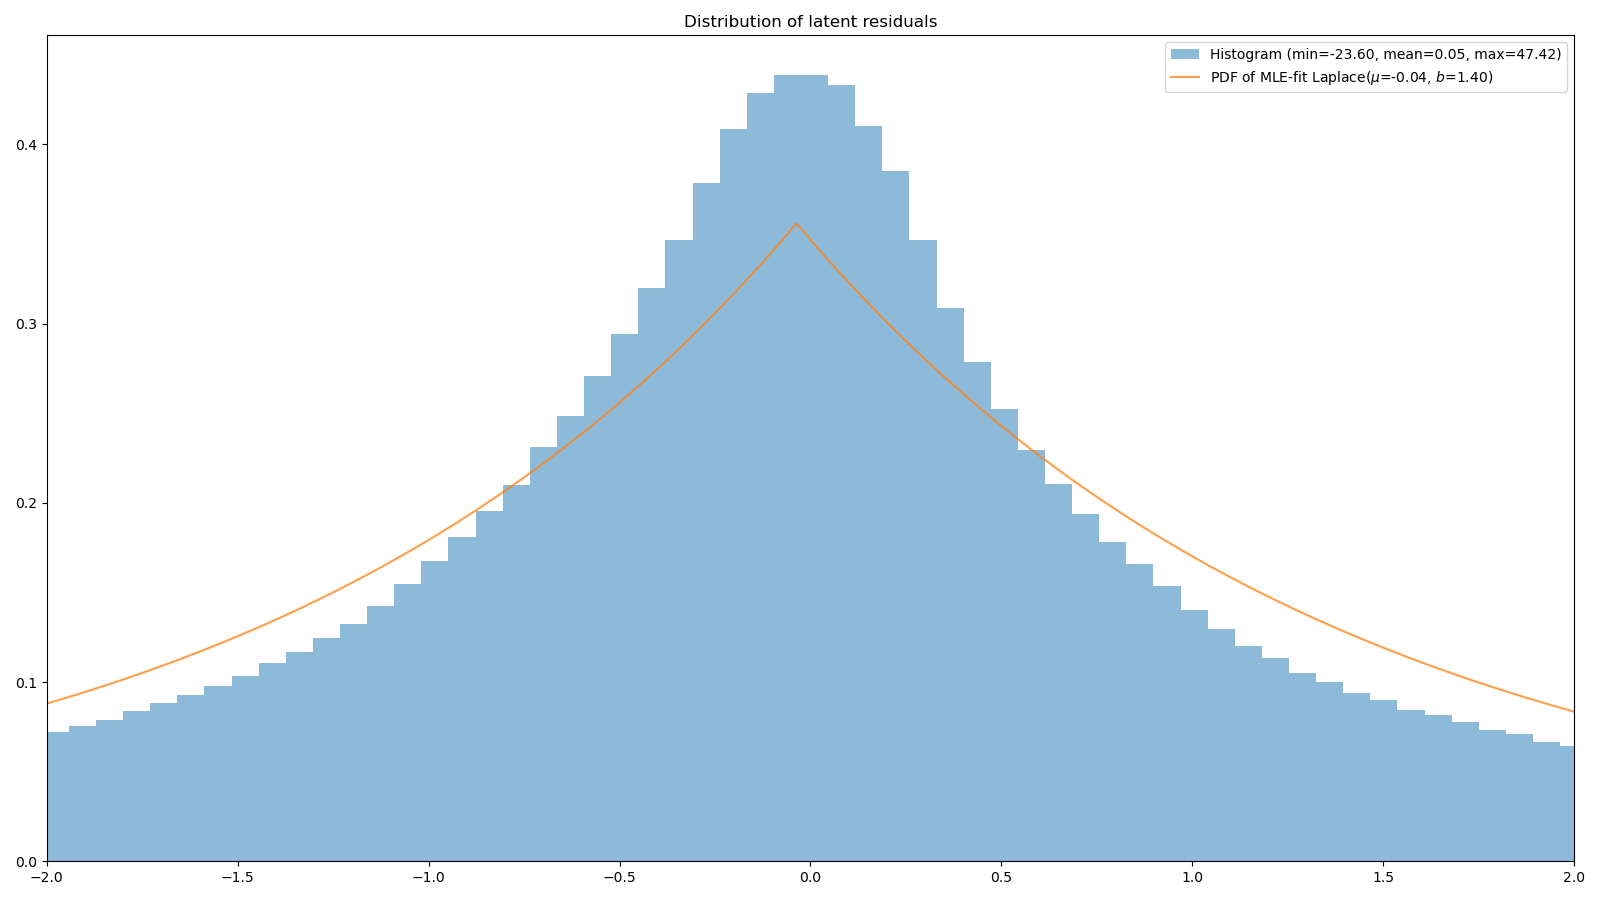 Distribution of latent residuals
Histogram (min=-23.60, mean=0.05, max=47.42)
PDF of MLE-fit Laplace(μ=-0.04, b=1.40)
0.4
0.3
0.2
0.1
0.0
−2.0 −1.5 −1.0 −0.5 0.0 0.5 1.0 1.5 2.0